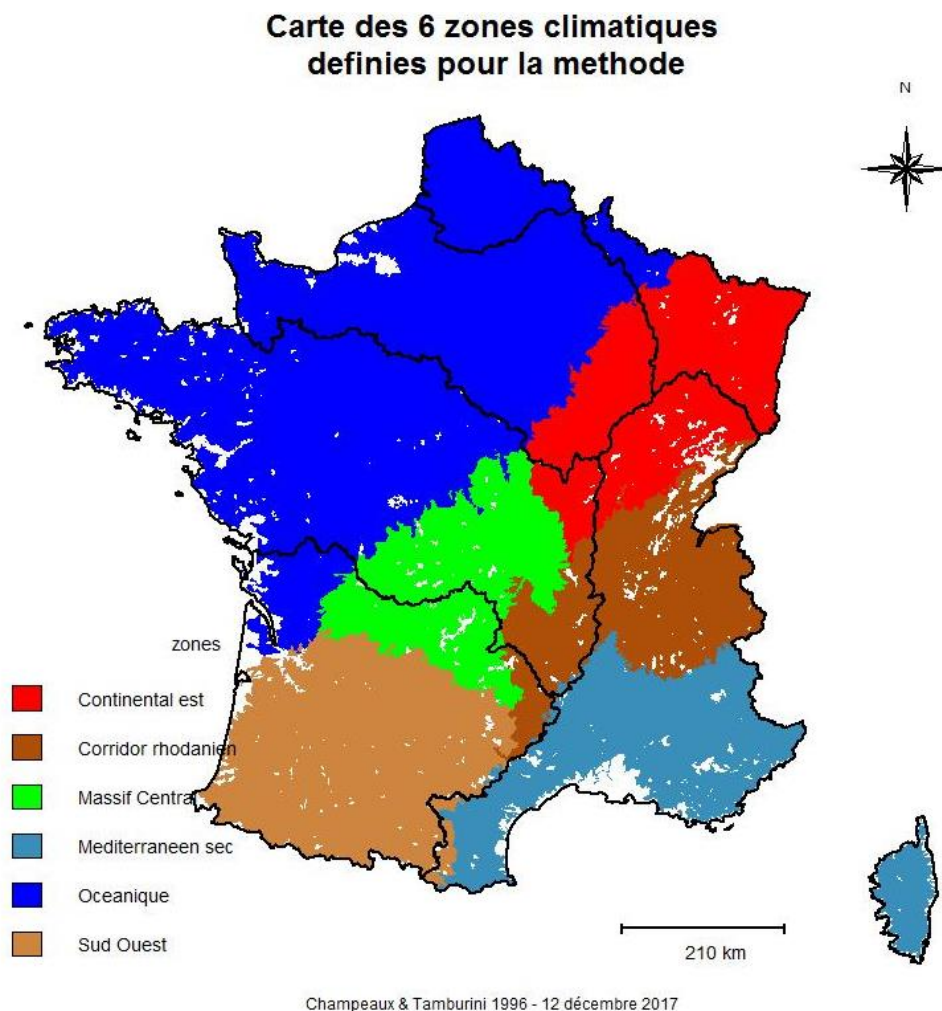 Carte des 6 zones climatiques
definies pour la methode
N
zones
Continental est
Corridor rhodanien
Massif Centra
Mediterraneen sec
Oceanique
Sud Ouest
210 km
Champeaux & Tamburini 1996 - 12 décembre 2017